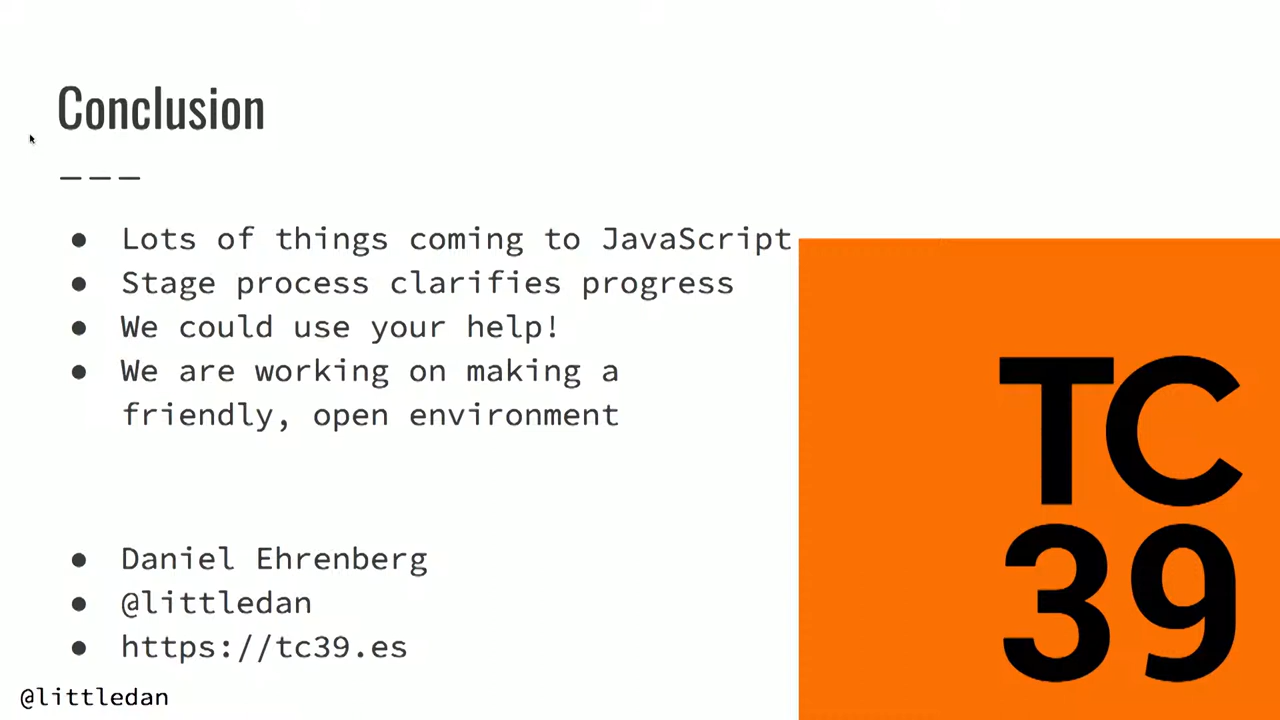 Conclusion
● Lots of things coming to JavaScript
● Stage process clarifies progress
● We could use your help!
● We are working on making a
friendly, open environment
● Daniel Ehrenberg
● @littledan
● https://tc39.es
@littledan
TC
39